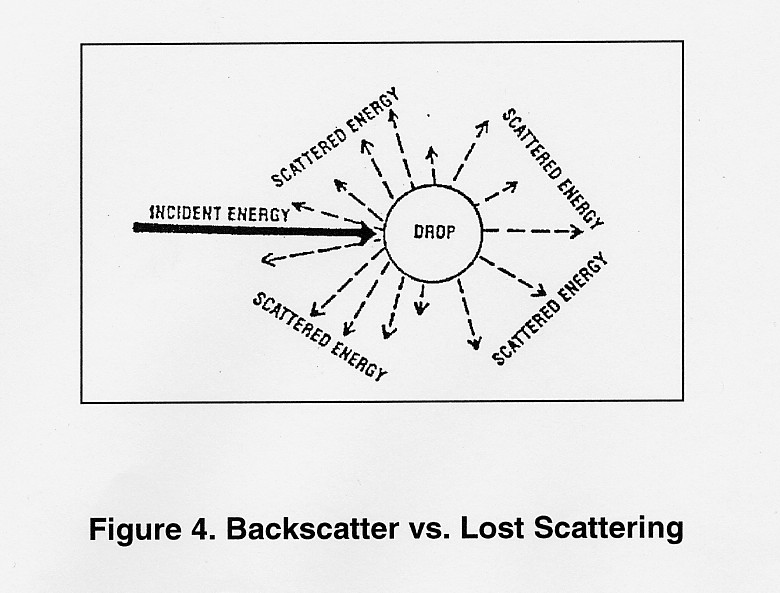 SCATTERED ENERGY
SCATTERED ENERGY
INCIDENT ENERGY
DROP
SCATTERED ENERGY
SCATTERED ENERGY
Figure 4. Backscatter vs. Lost Scattering